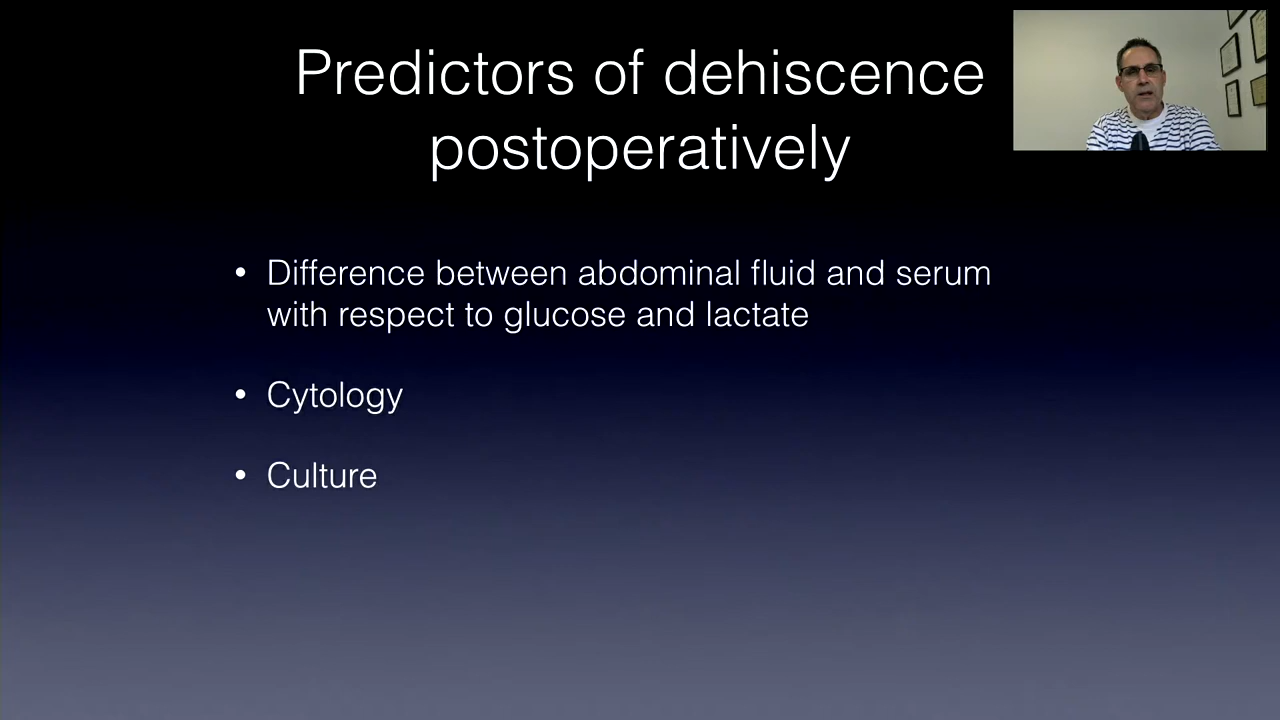 Predictors of dehiscence
postoperatively
• Difference between abdominal fluid and serum
with respect to glucose and lactate
• Cytology
• Culture